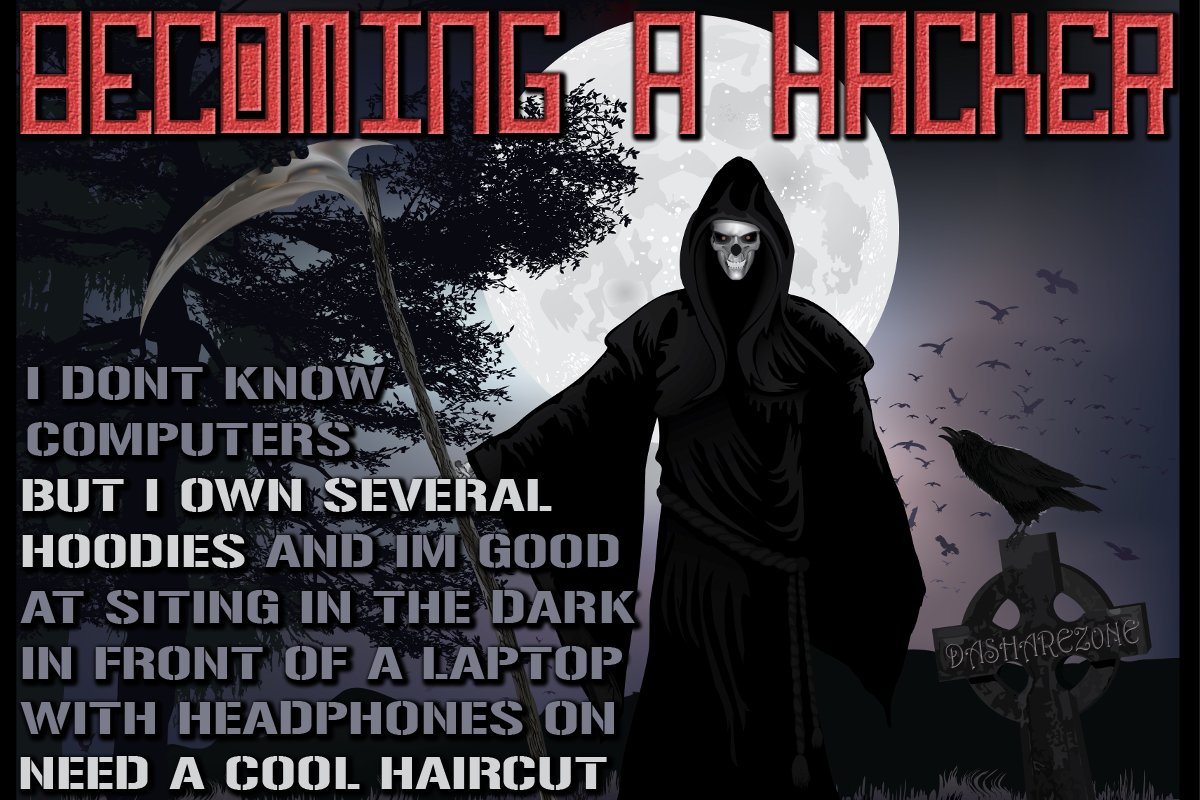 BECOMING A HACKER
I DONT KNOW
COMPUTERS
BUT I OWN SEVERAL
HOODIES AND IM GOOD
AT SITING IN THE DARK
IN FRONT OF A LAPTOP
WITH HEADPHONES ON
NEED A COOL HAIRCUT
DASHAREZONE